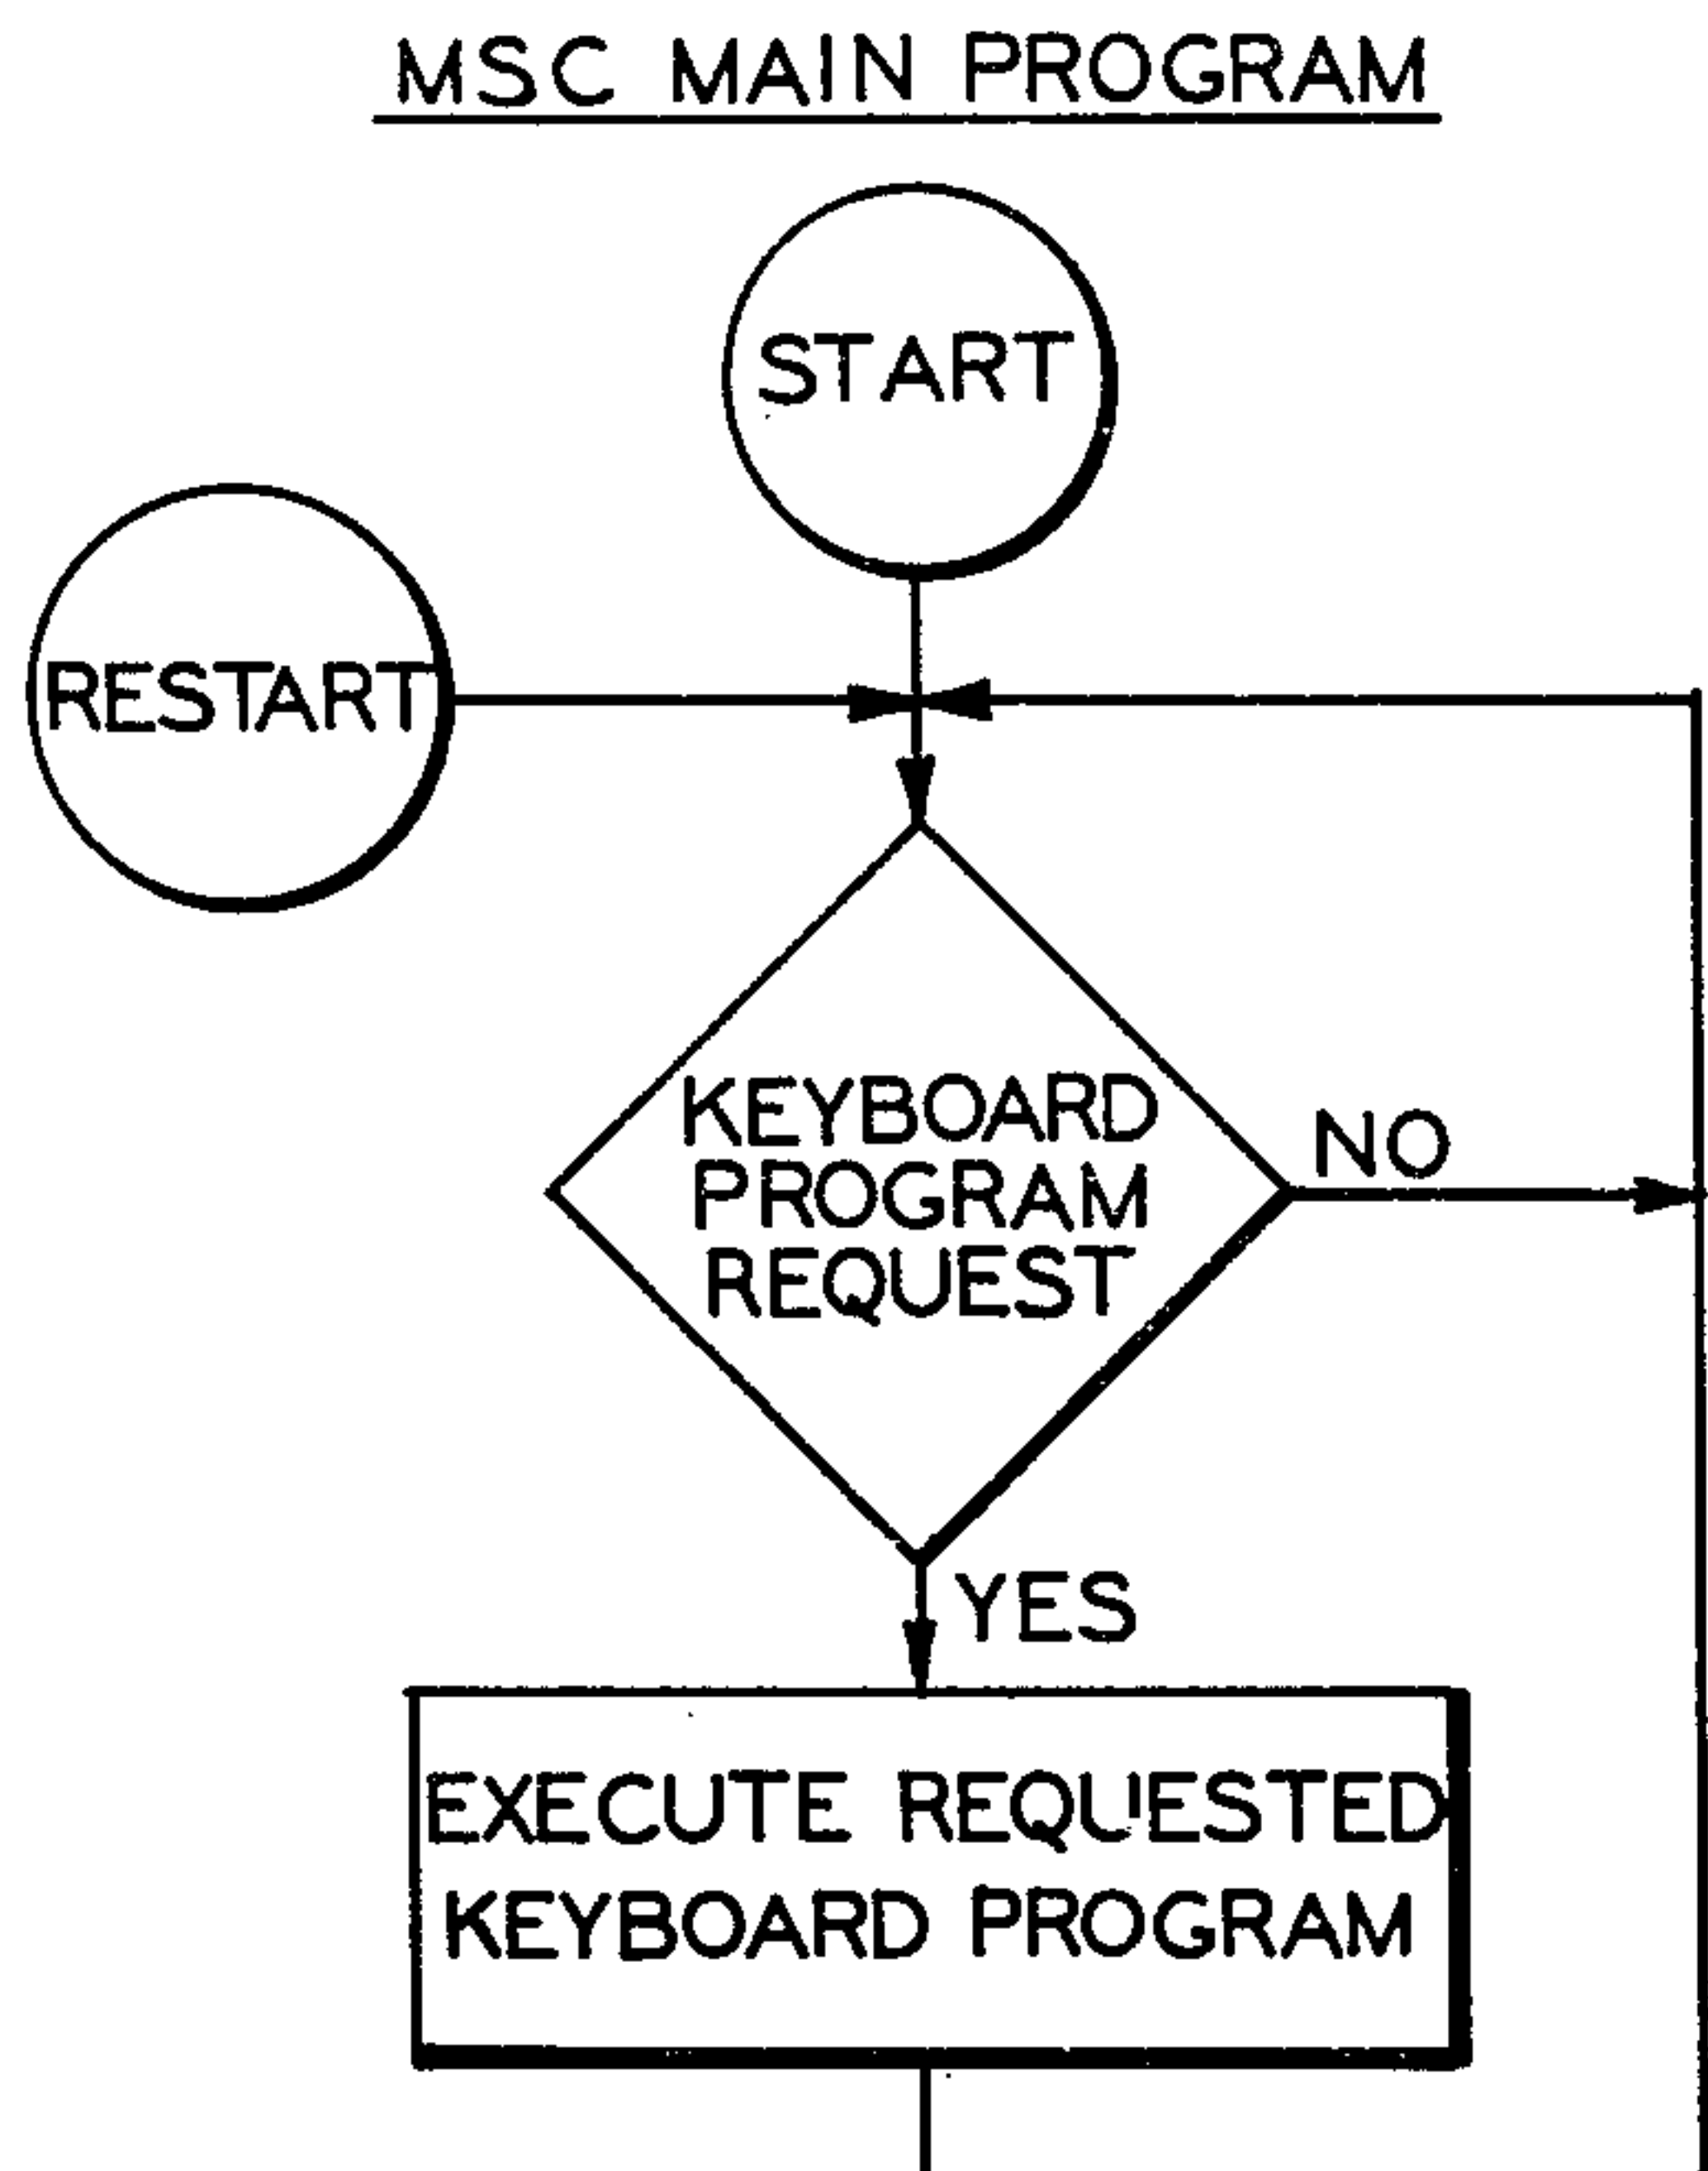 MSC MAIN PROGRAM
START
RESTART
KEYBOARD
PROGRAM
REQUEST
NO
YES
EXECUTE REQUESTED
KEYBOARD PROGRAM